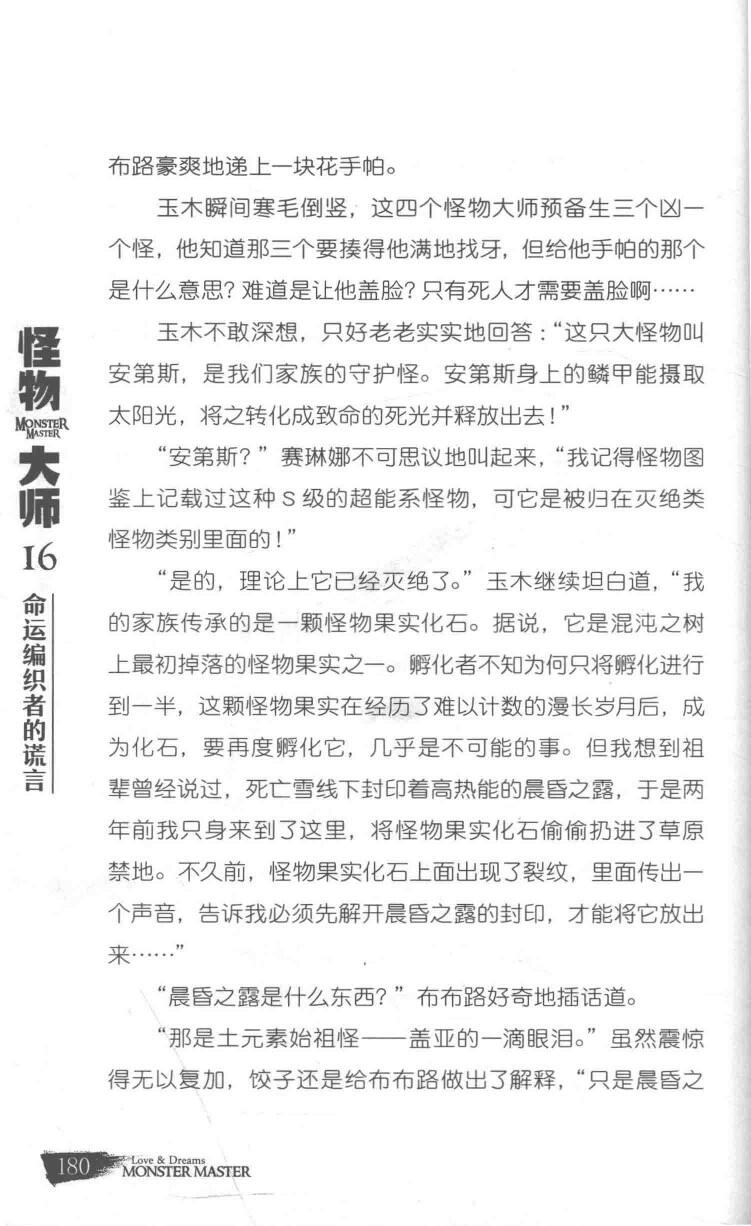 布路豪爽地递上一块花手帕。
玉木瞬间寒毛倒竖，这四个怪物大师预备生三个凶一
个怪，他知道那三个要揍得他满地找牙，但给他手帕的那个
是什么意思？难道是让他盖脸？只有死人才需要盖脸啊……
玉木不敢深想，只好老老实实地回答：“这只大怪物叫
安第斯，是我们家族的守护怪。安第斯身上的鳞甲能摄取
太阳光，将之转化成致命的死光并释放出去！”
“安第斯？”赛琳娜不可思议地叫起来，“我记得怪物图
鉴上记载过这种 S 级的超能系怪物，可它是被归在灭绝类
怪物类别里面的！”
“是的，理论上它已经灭绝了。”玉木继续坦白道，“我
的家族传承的是一颗怪物果实化石。据说，它是混沌之树
上最初掉落的怪物果实之一。孵化者不知为何只将孵化进行
到一半，这颗怪物果实在经历了难以计数的漫长岁月后，成
为化石，要再度孵化它，几乎是不可能的事。但我想到祖
辈曾经说过，死亡雪线下封印着高热能的晨昏之露，于是两
年前我只身来到了这里，将怪物果实化石偷偷扔进了草原
禁地。不久前，怪物果实化石上面出现了裂纹，里面传出一
个声音，告诉我必须先解开晨昏之露的封印，才能将它放出
来……”
“晨昏之露是什么东西？”布布路好奇地插话道。
“那是土元素始祖怪——盖亚的一滴眼泪。”虽然震惊
得无以复加，饺子还是给布布路做出了解释，“只是晨昏之
怪物
MONSTER
MASTER
大师
16
命运编织者的谎言
180
Love & Dreams
MONSTER MASTER